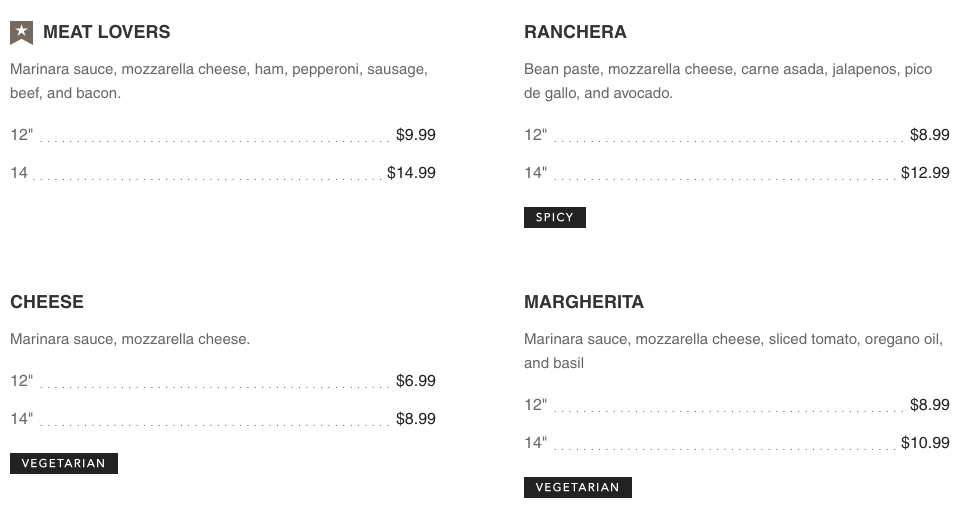 MEAT LOVERS
Marinara sauce, mozzarella cheese, ham, pepperoni, sausage,
beef, and bacon.
12" $9.99
14 $14.99
RANCHERA
Bean paste, mozzarella cheese, carne asada, jalapenos, pico
de gallo, and avocado.
12" $8.99
14" $12.99
SPICY
CHEESE
Marinara sauce, mozzarella cheese.
12" $6.99
14" $8.99
VEGETARIAN
MARGHERITA
Marinara sauce, mozzarella cheese, sliced tomato, oregano oil,
and basil
12" $8.99
14" $10.99
VEGETARIAN